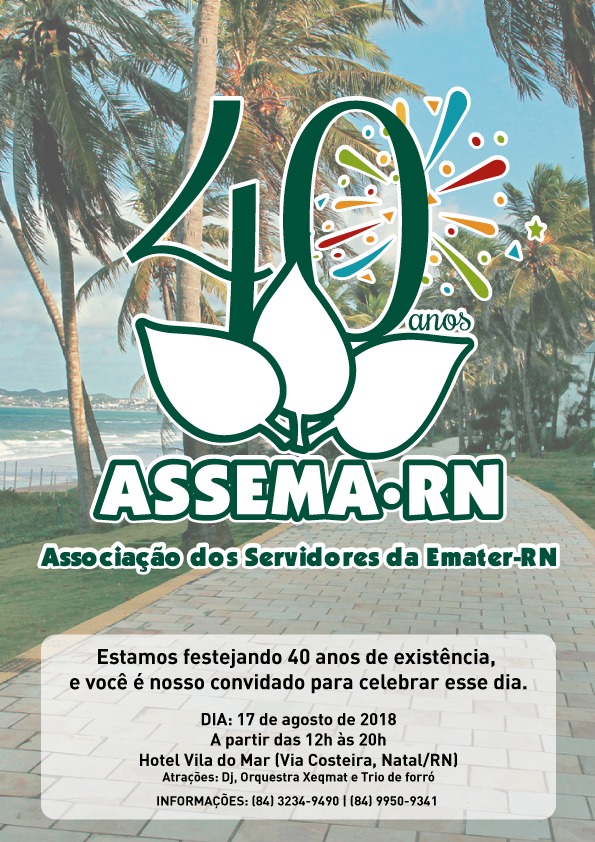 40
anos
ASSEMA•RN
Associação dos Servidores da Emater-RN
Estamos festejando 40 anos de existência,
e você é nosso convidado para celebrar esse dia.
DIA: 17 de agosto de 2018
A partir das 12h às 20h
Hotel Vila do Mar (Via Costeira, Natal/RN)
Atrações: Dj, Orquestra Xeqmat e Trio de forró
INFORMAÇÕES: (84) 3234-9490 | (84) 9950-9341